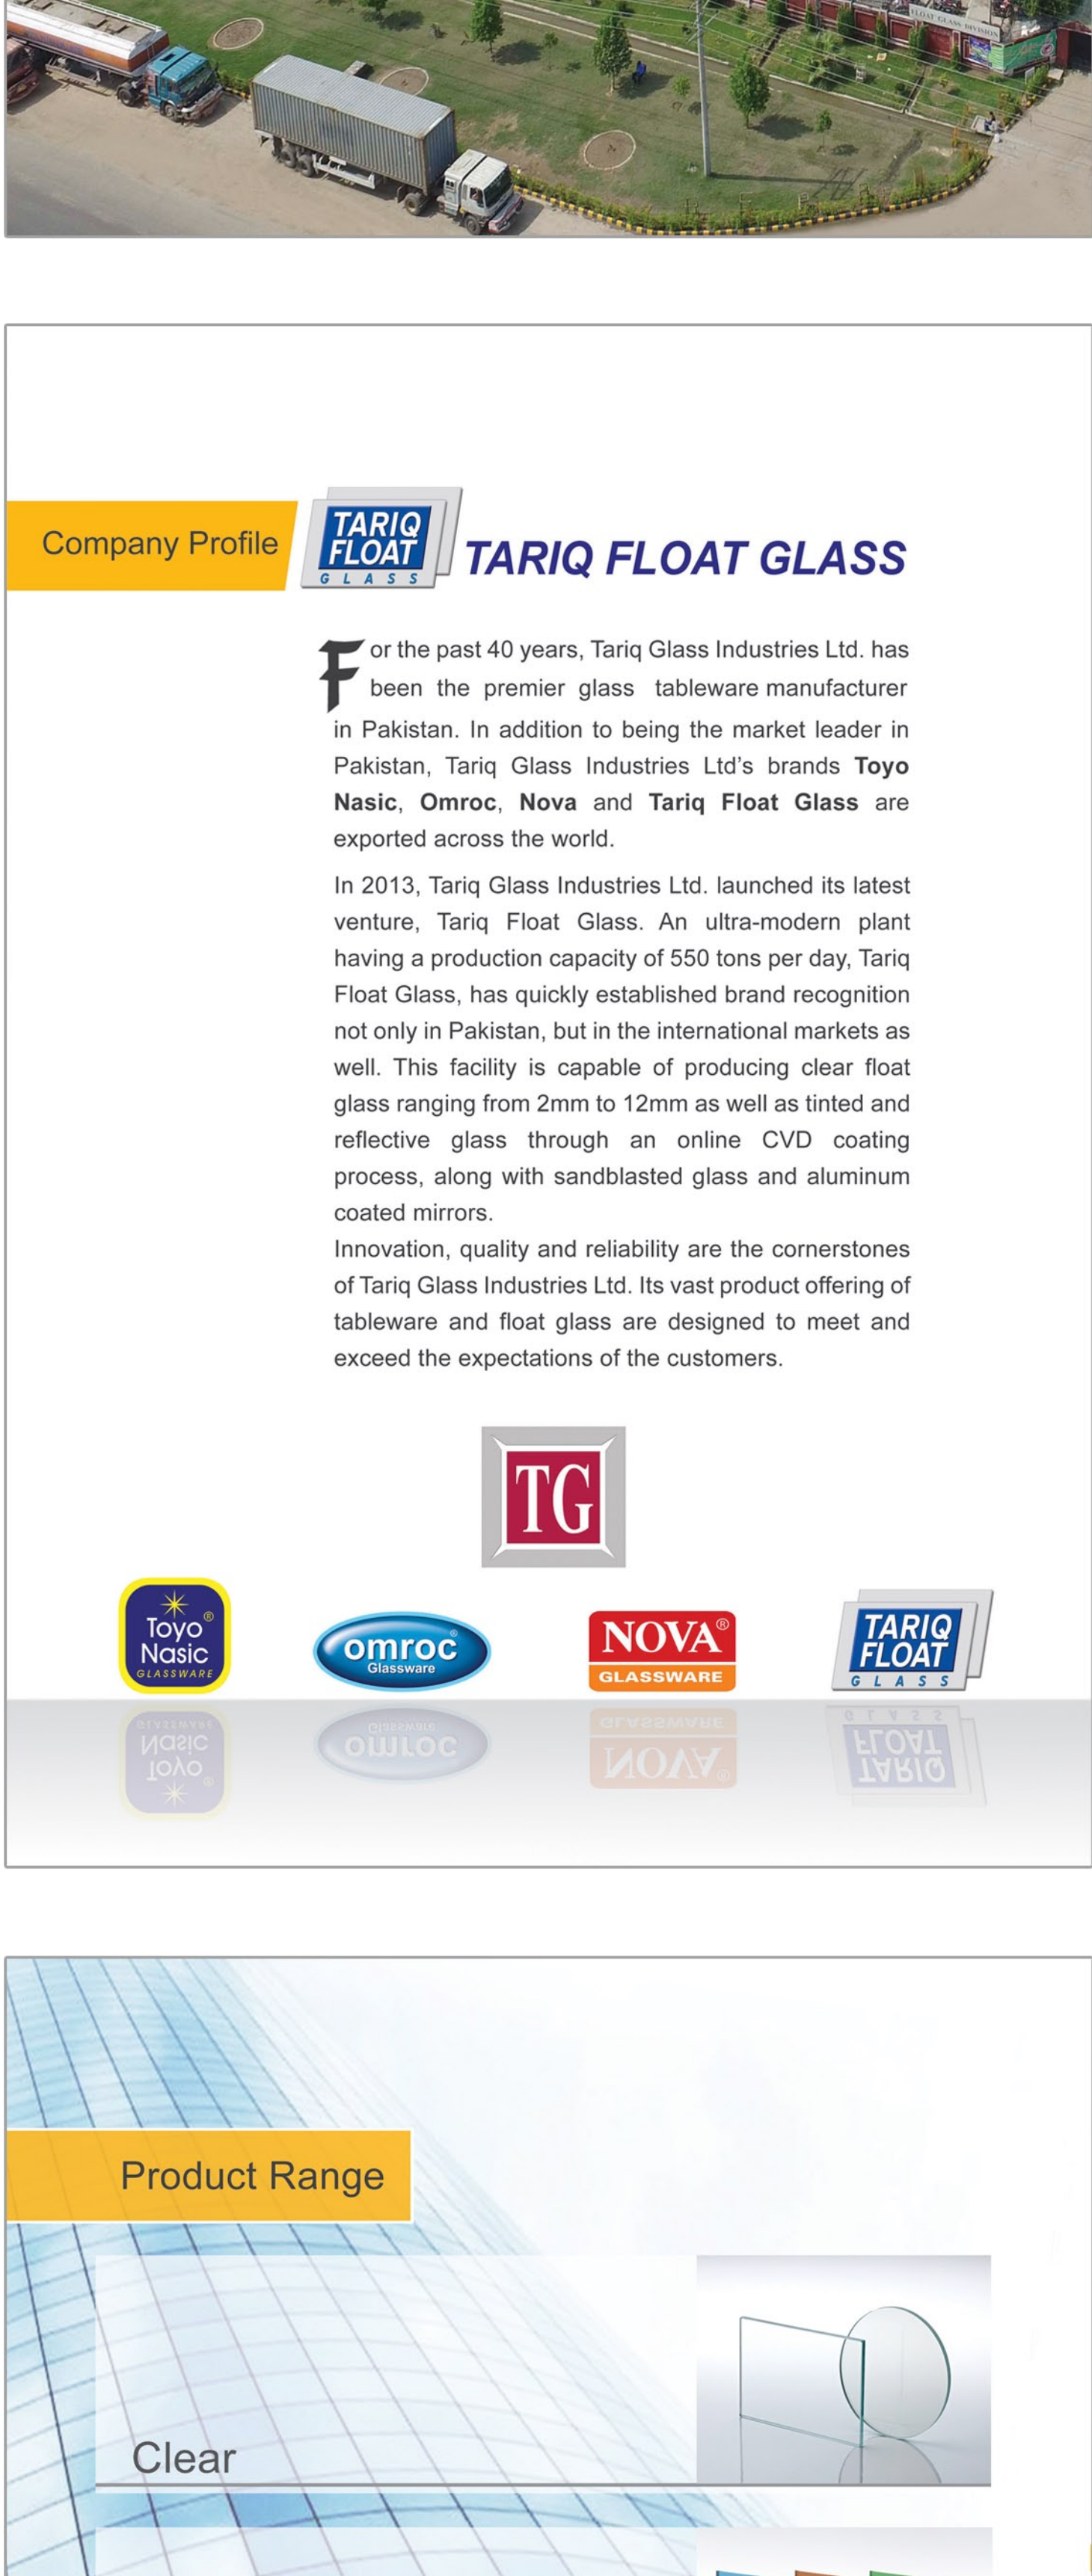 FLOAT GLASS DIVISION
Company Profile
TARIQ
FLOAT
GLASS
TARIQ FLOAT GLASS
For the past 40 years, Tariq Glass Industries Ltd. has
been the premier glass tableware manufacturer
in Pakistan. In addition to being the market leader in
Pakistan, Tariq Glass Industries Ltd's brands Toyo
Nasic, Omroc, Nova and Tariq Float Glass are
exported across the world.
In 2013, Tariq Glass Industries Ltd. launched its latest
venture, Tariq Float Glass. An ultra-modern plant
having a production capacity of 550 tons per day, Tariq
Float Glass, has quickly established brand recognition
not only in Pakistan, but in the international markets as
well. This facility is capable of producing clear float
glass ranging from 2mm to 12mm as well as tinted and
reflective glass through an online CVD coating
process, along with sandblasted glass and aluminum
coated mirrors.
Innovation, quality and reliability are the cornerstones
of Tariq Glass Industries Ltd. Its vast product offering of
tableware and float glass are designed to meet and
exceed the expectations of the customers.
TG
Toyo®
Nasic
GLASSWARE
omroc®
Glassware
NOVA®
GLASSWARE
TARIQ
FLOAT
GLASS
Product Range
Clear